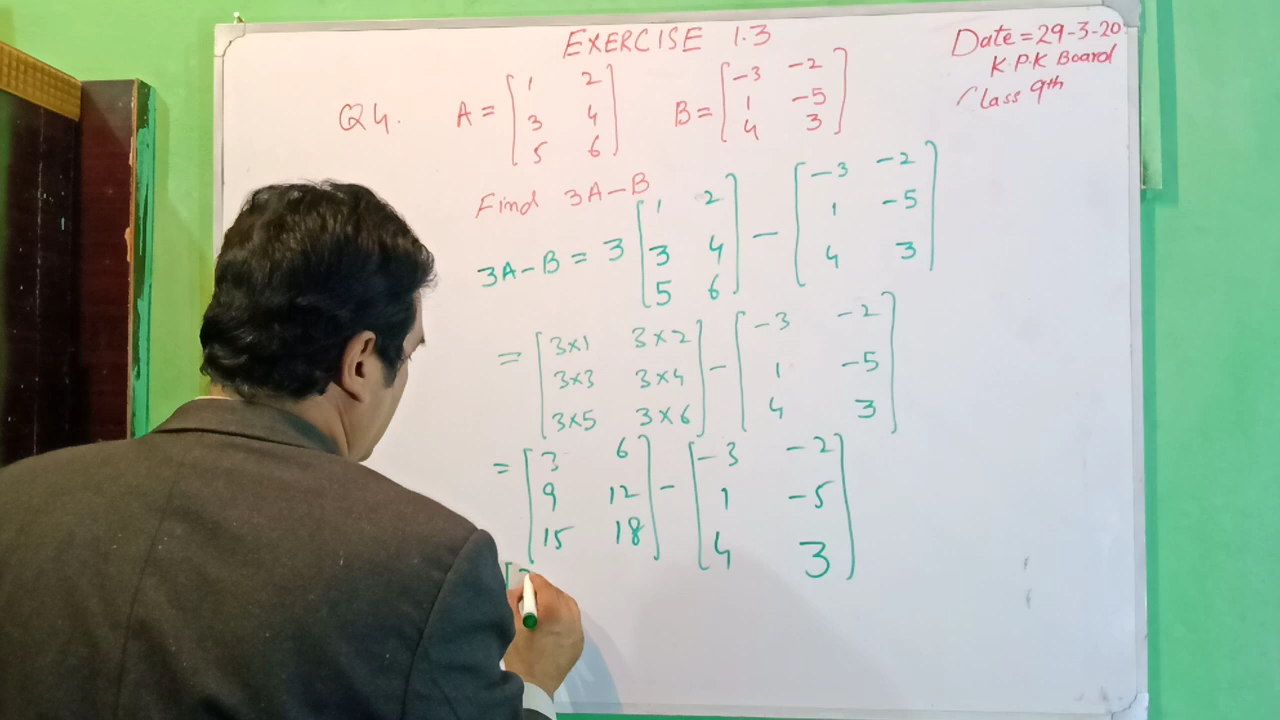 EXERCISE 1.3
Date = 29-3-20
K.P.K Board
Class 9th
Q4. A = [ 1 2 B = [ -3 -2
3 4 1 -5
5 6 ] 4 3 ]
Find 3A-B
3A-B = 3 [ 1 2 - [ -3 -2
3 4 1 -5
5 6 ] 4 3 ]
= [ 3×1 3×2 - [ -3 -2
3×3 3×4 1 -5
3×5 3×6 ] 4 3 ]
= [ 3 6 - [ -3 -2
9 12 1 -5
15 18 ] 4 3 ]